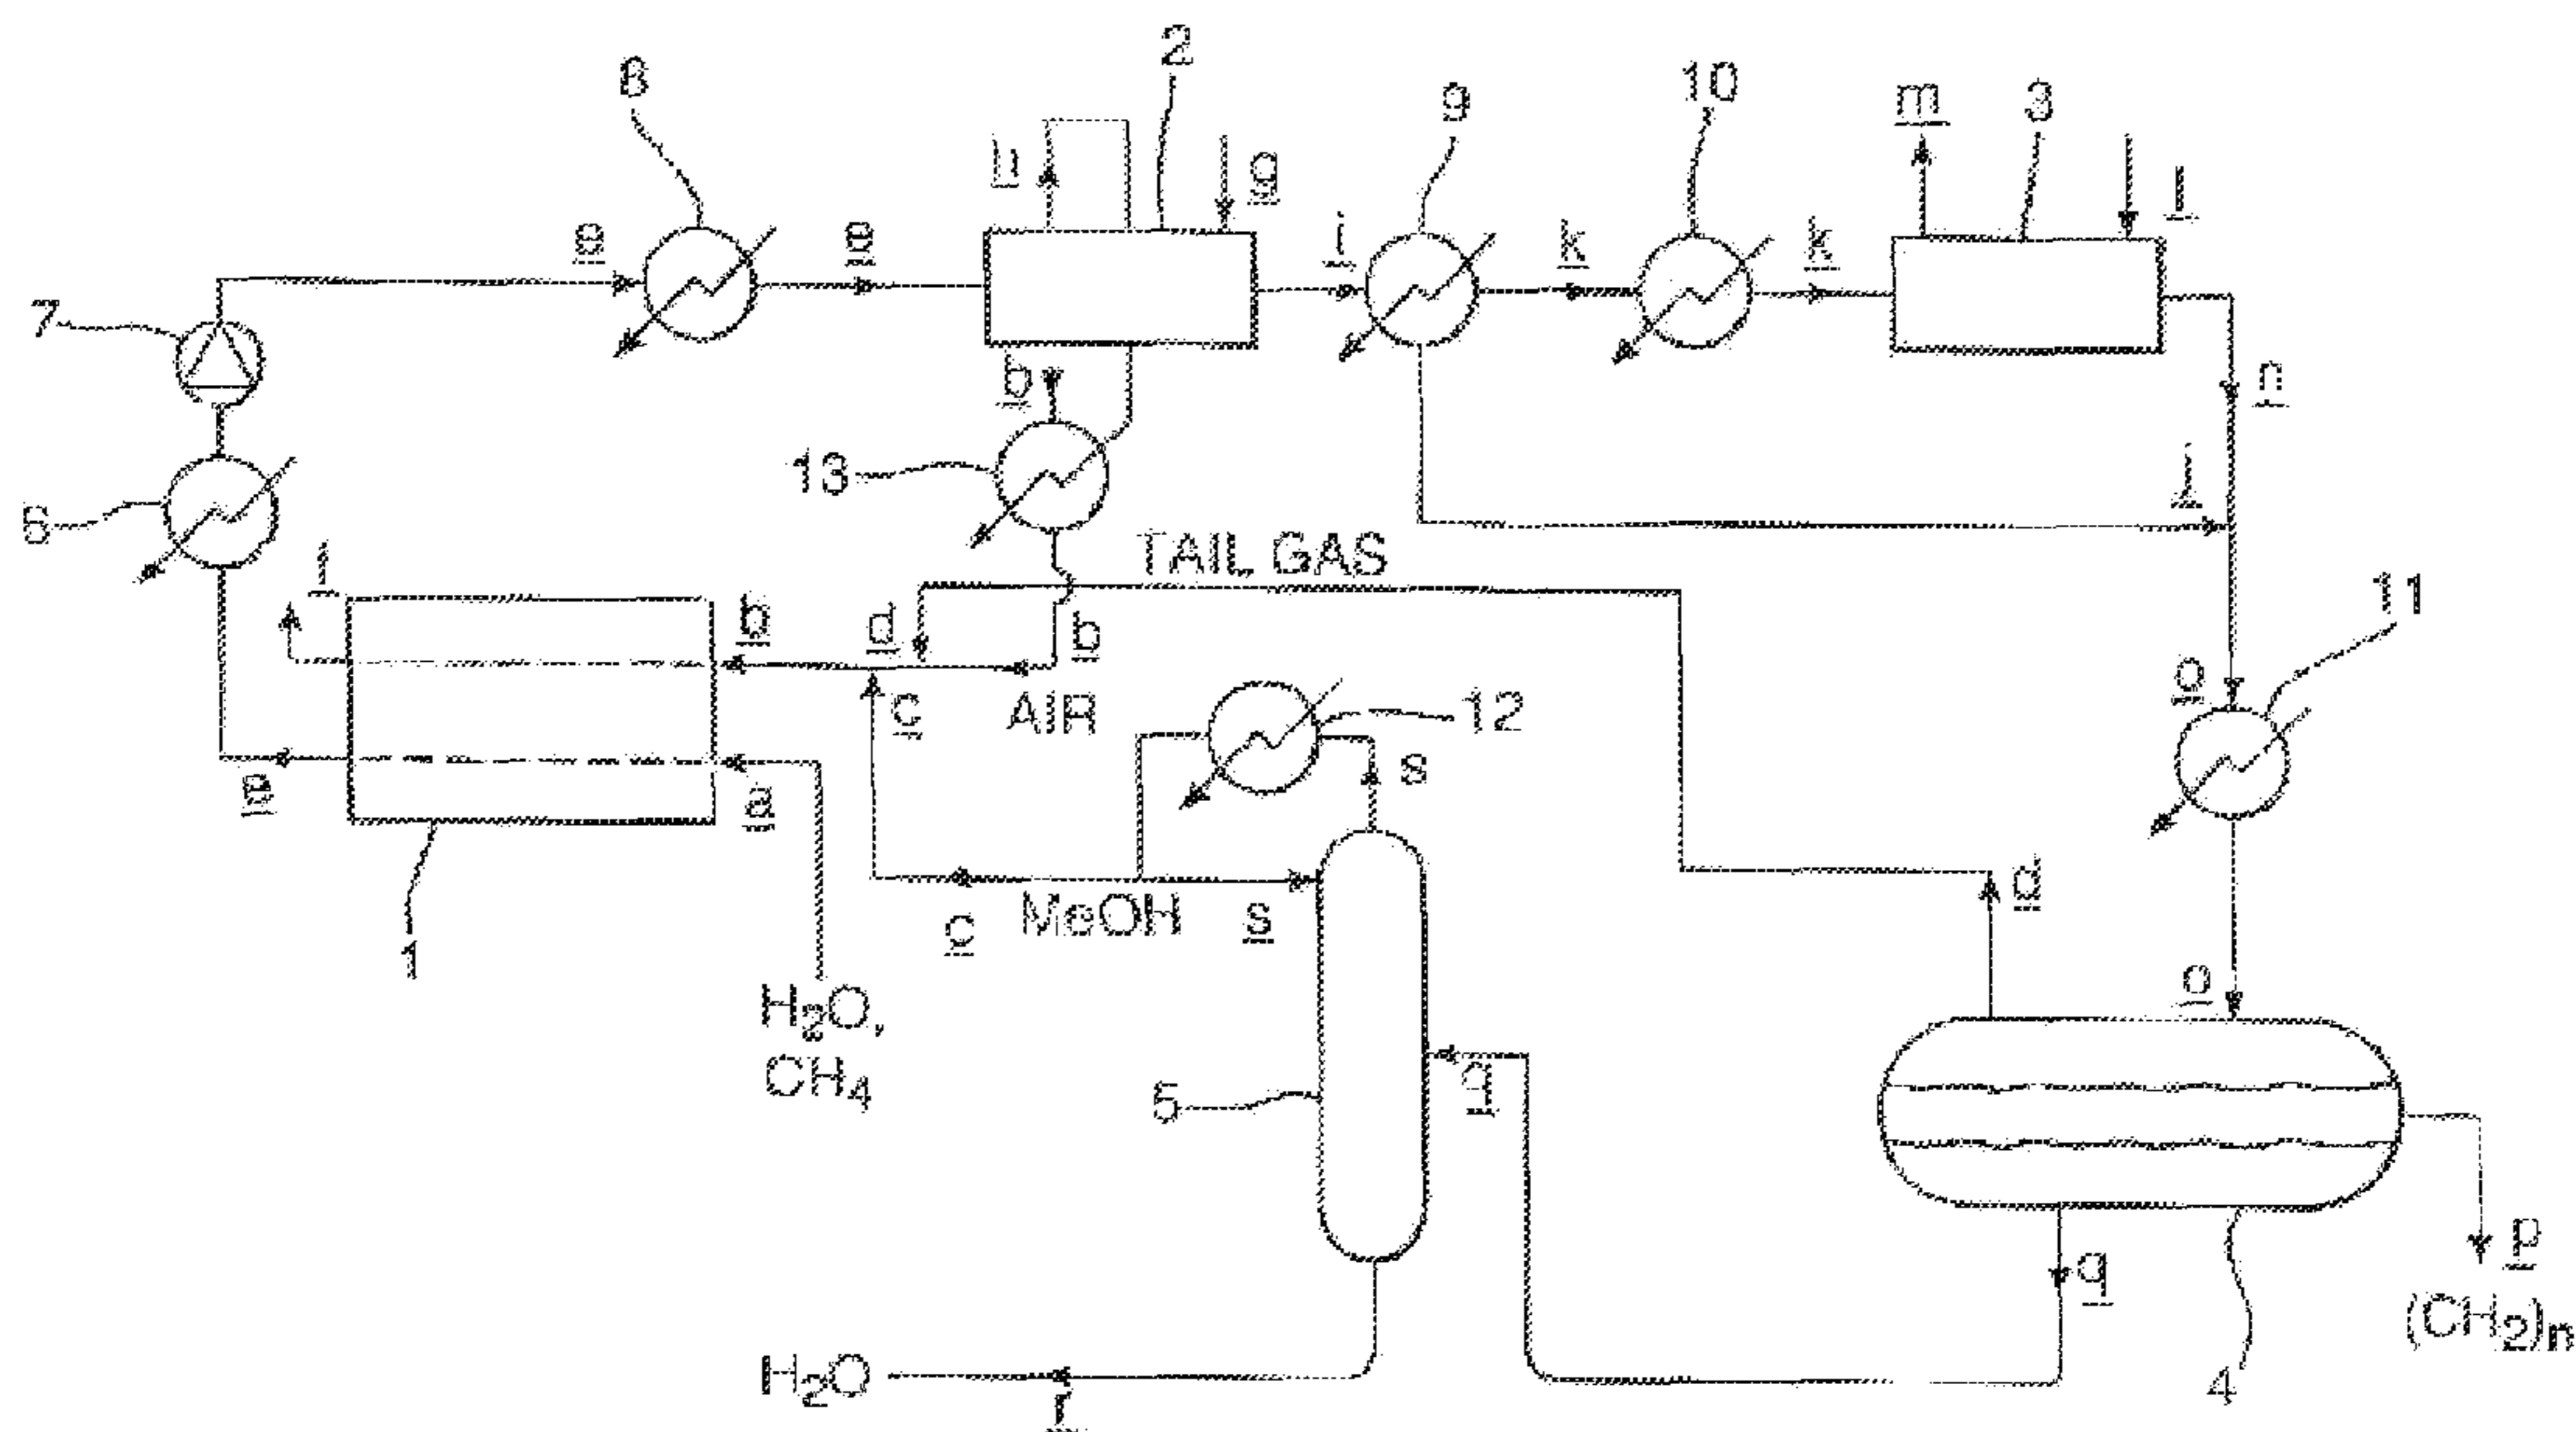 2
8
9
10
m
3
h
g
l
e
e
i
k
k
7
b
n
13
6
j
TAIL GAS
f
11
b
d
b
o
c
AIR
12
e
a
s
d
c
MeOH
s
1
o
H₂O,
CH₄
5
q
p
q
(CH₂)n
H₂O
4
r